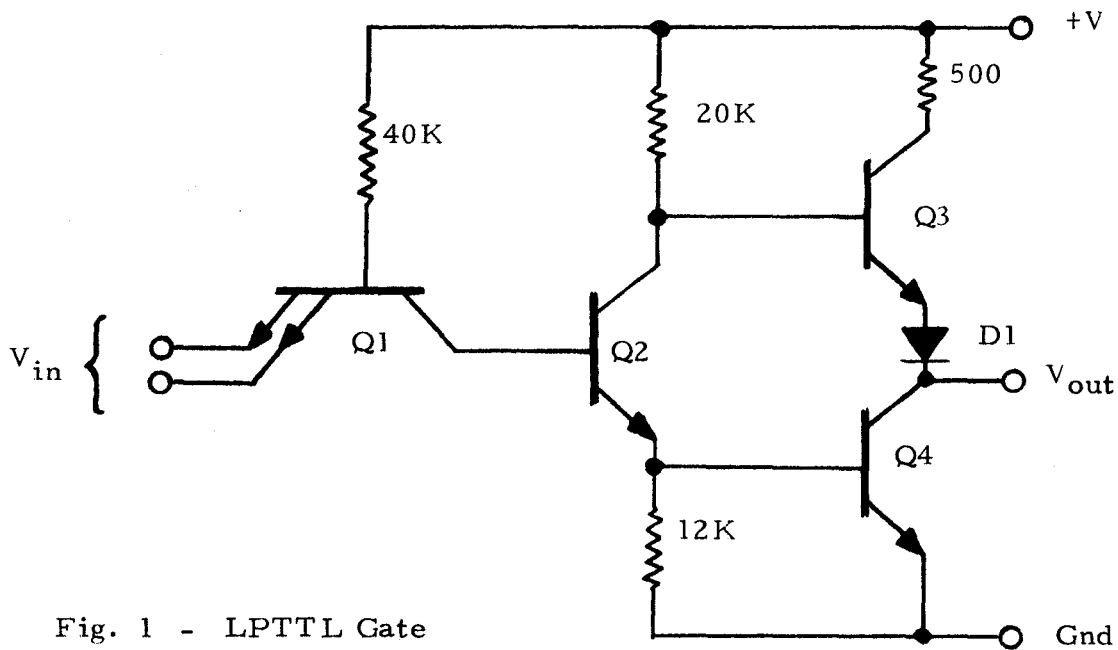 +V
500
40K
20K
Q3
Q1
Q2
D1
V in
V out
Q4
12K
Fig. 1 - LPTTL Gate
Gnd